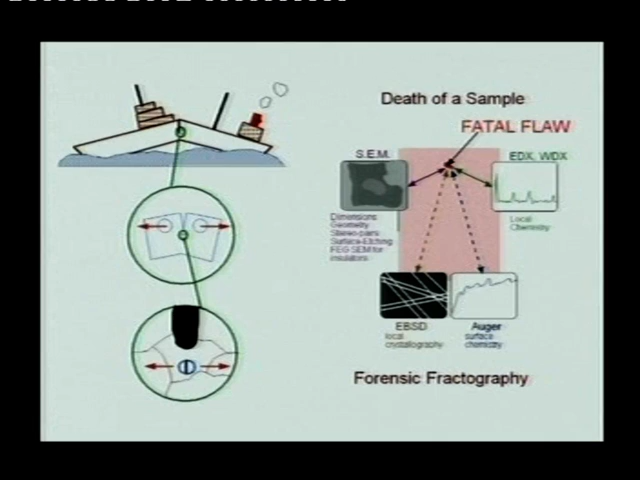 Death of a Sample
FATAL FLAW
S.E.M.
EDX, WDX
Dimensions
Geometry
Stereo-pairs
Surface-Etching
FEG SEM for
insulators
Local
Chemistry
EBSD
local
crystallography
Auger
surface
chemistry
Forensic Fractography